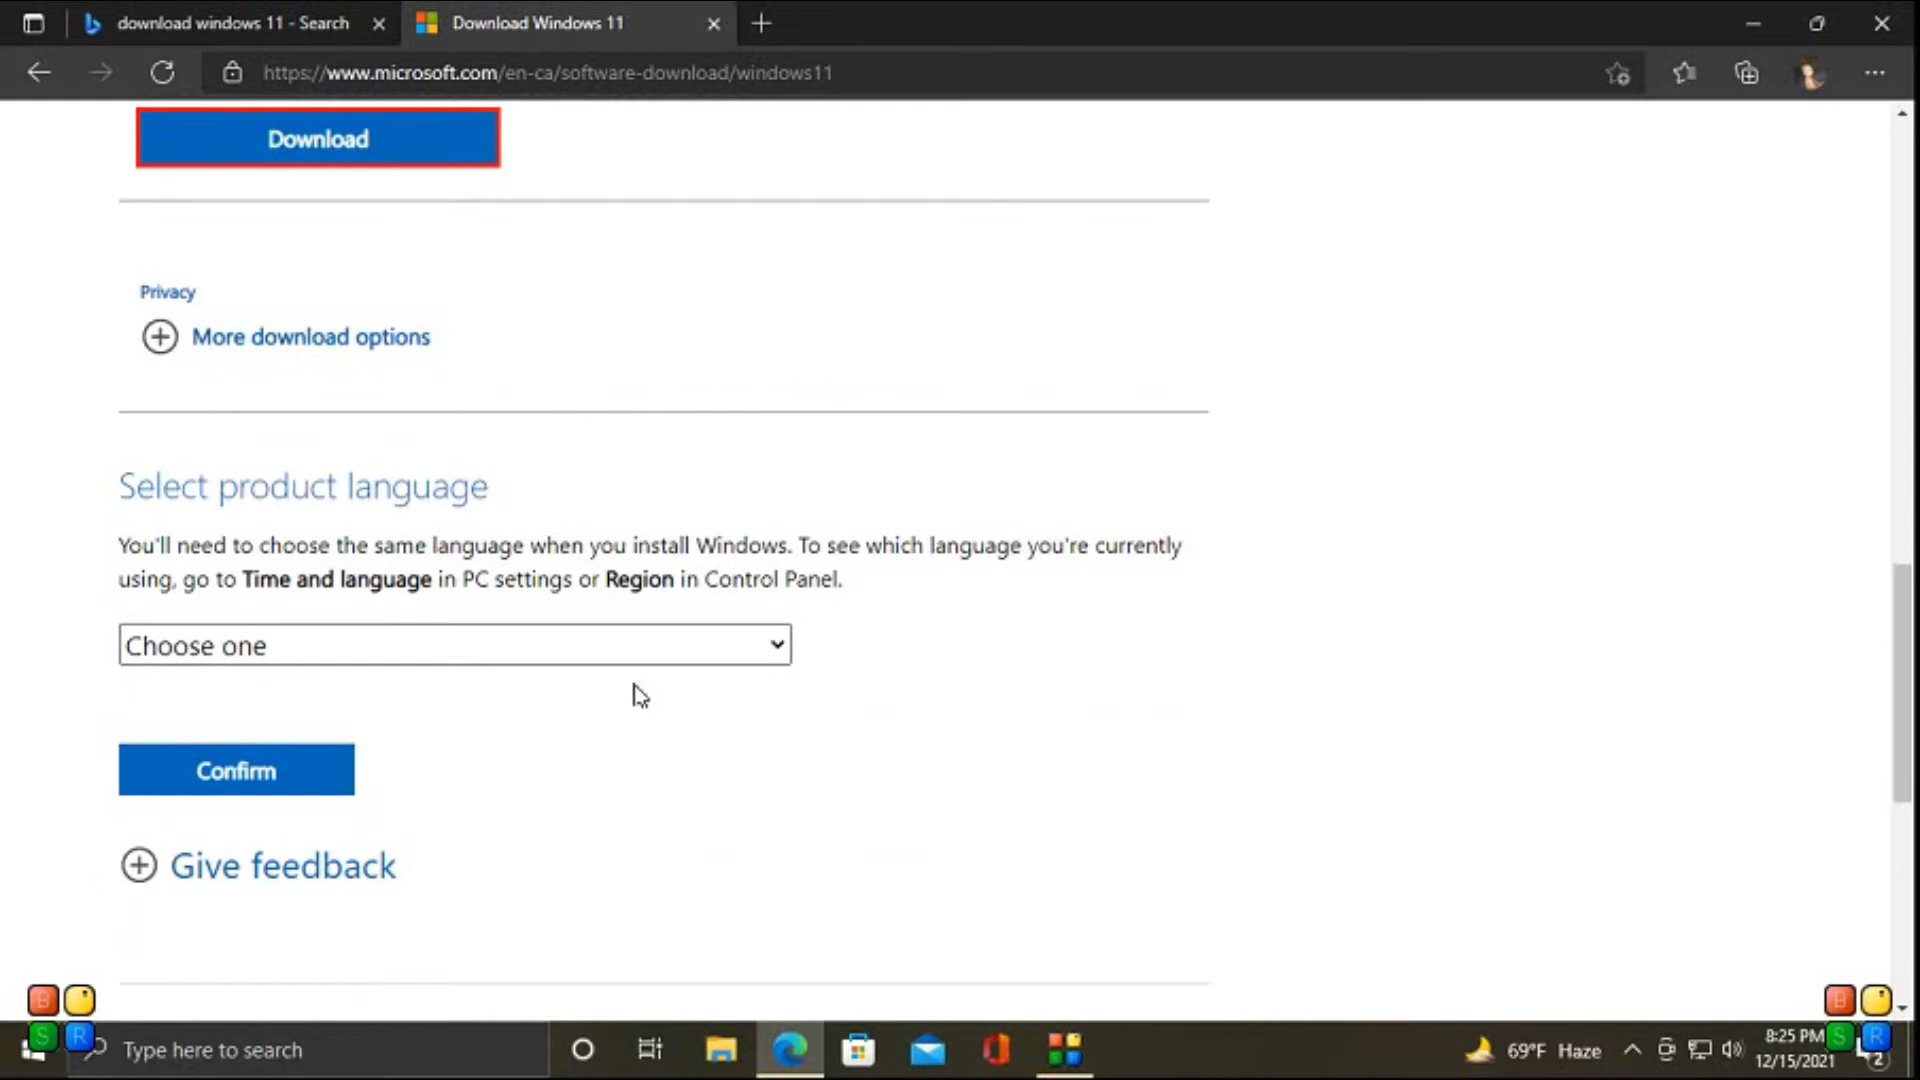 download windows 11 - Search
Download Windows 11
https://www.microsoft.com/en-ca/software-download/windows11
Download
Privacy
More download options
Select product language
You'll need to choose the same language when you install Windows. To see which language you're currently
using, go to Time and language in PC settings or Region in Control Panel.
Choose one
Confirm
Give feedback
B
B
S
R
S
R
Type here to search
69°F Haze
8:25 PM
12/15/2021
2